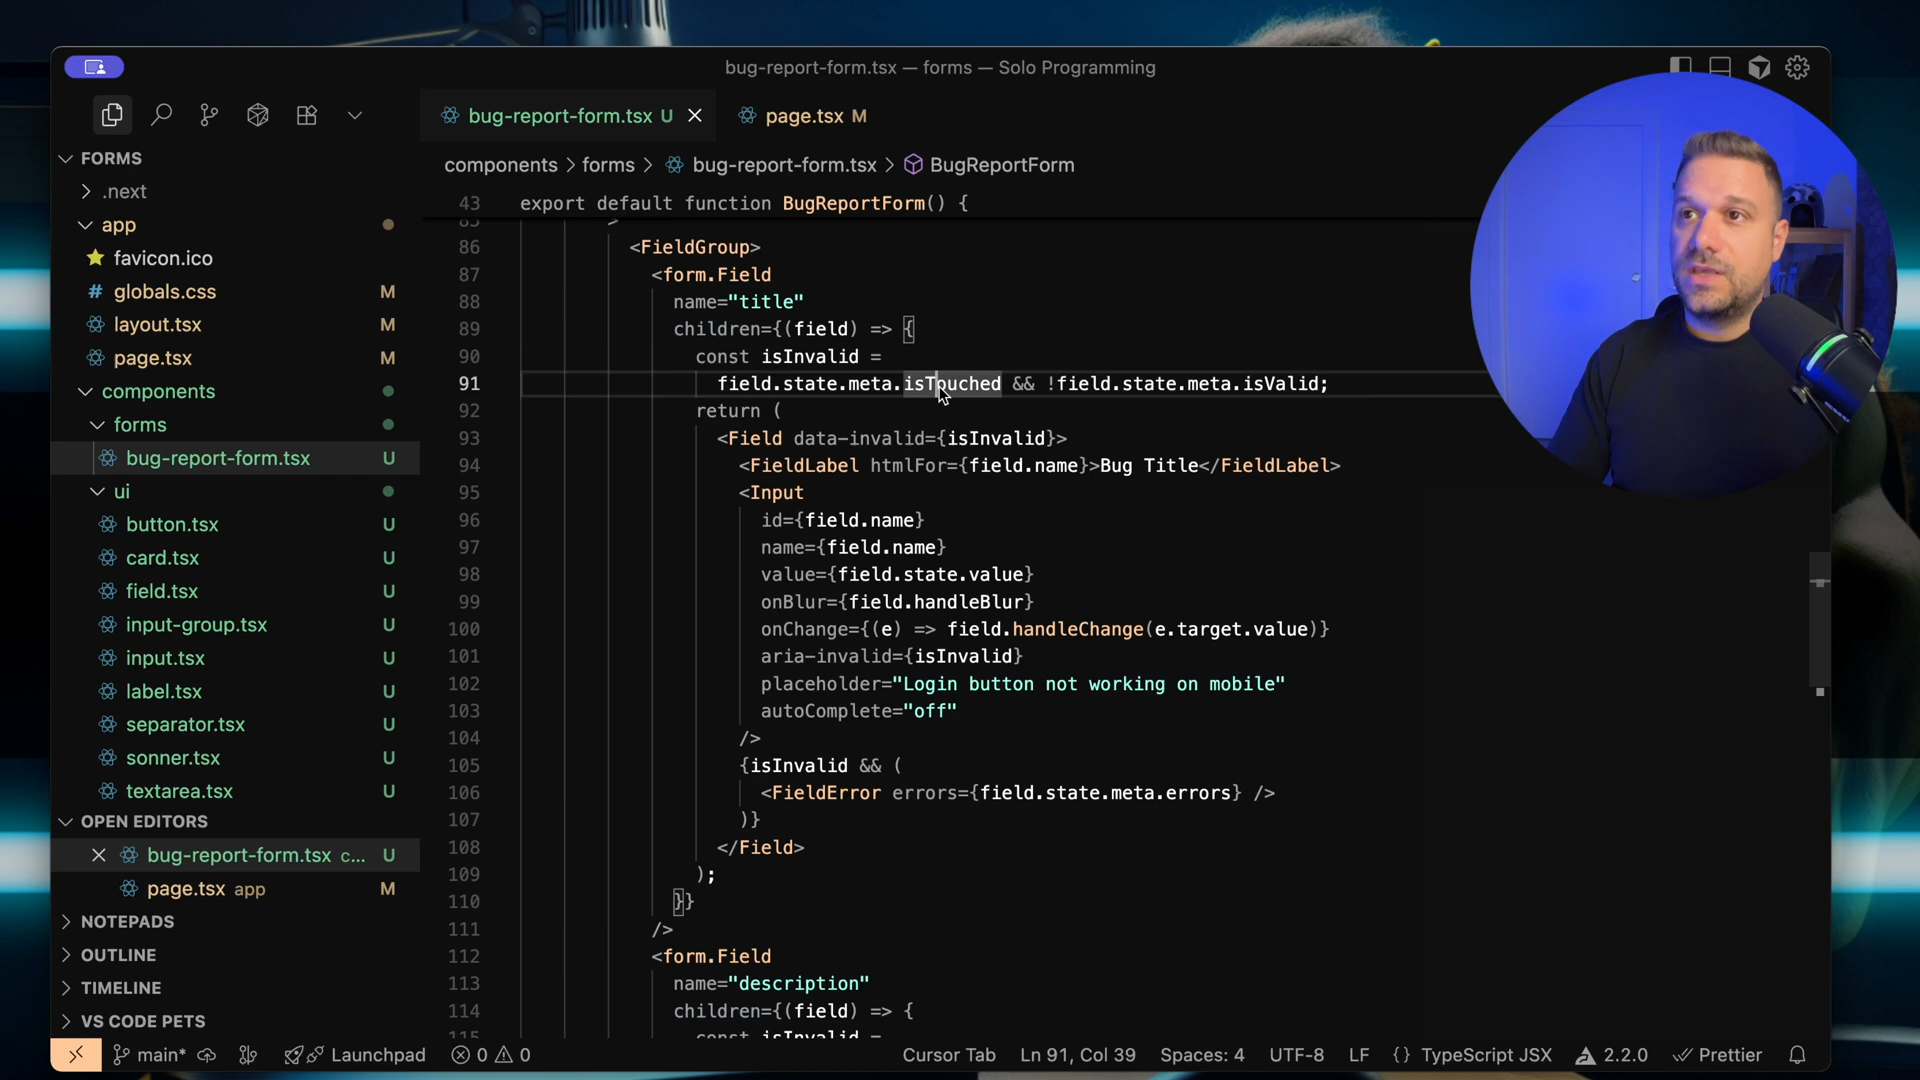 bug-report-form.tsx — forms — Solo Programming
bug-report-form.tsx U
page.tsx M
FORMS
.next
app
favicon.ico
# globals.css M
layout.tsx M
page.tsx M
components
forms
bug-report-form.tsx U
ui
button.tsx U
card.tsx U
field.tsx U
input-group.tsx U
input.tsx U
label.tsx U
separator.tsx U
sonner.tsx U
textarea.tsx U
OPEN EDITORS
bug-report-form.tsx c... U
page.tsx app M
NOTEPADS
OUTLINE
TIMELINE
VS CODE PETS
components > forms > bug-report-form.tsx > BugReportForm
43 export default function BugReportForm() {
85 >
86 <FieldGroup>
87 <form.Field
88 name="title"
89 children={(field) => {
90 const isInvalid =
91 field.state.meta.isTouched && !field.state.meta.isValid;
92 return (
93 <Field data-invalid={isInvalid}>
94 <FieldLabel htmlFor={field.name}>Bug Title</FieldLabel>
95 <Input
96 id={field.name}
97 name={field.name}
98 value={field.state.value}
99 onBlur={field.handleBlur}
100 onChange={(e) => field.handleChange(e.target.value)}
101 aria-invalid={isInvalid}
102 placeholder="Login button not working on mobile"
103 autoComplete="off"
104 />
105 {isInvalid && (
106 <FieldError errors={field.state.meta.errors} />
107 )}
108 </Field>
109 );
110 }}
111 />
112 <form.Field
113 name="description"
114 children={(field) => {
115 const isInvalid =
main* Launchpad 0 0 Cursor Tab Ln 91, Col 39 Spaces: 4 UTF-8 LF {} TypeScript JSX 2.2.0 Prettier